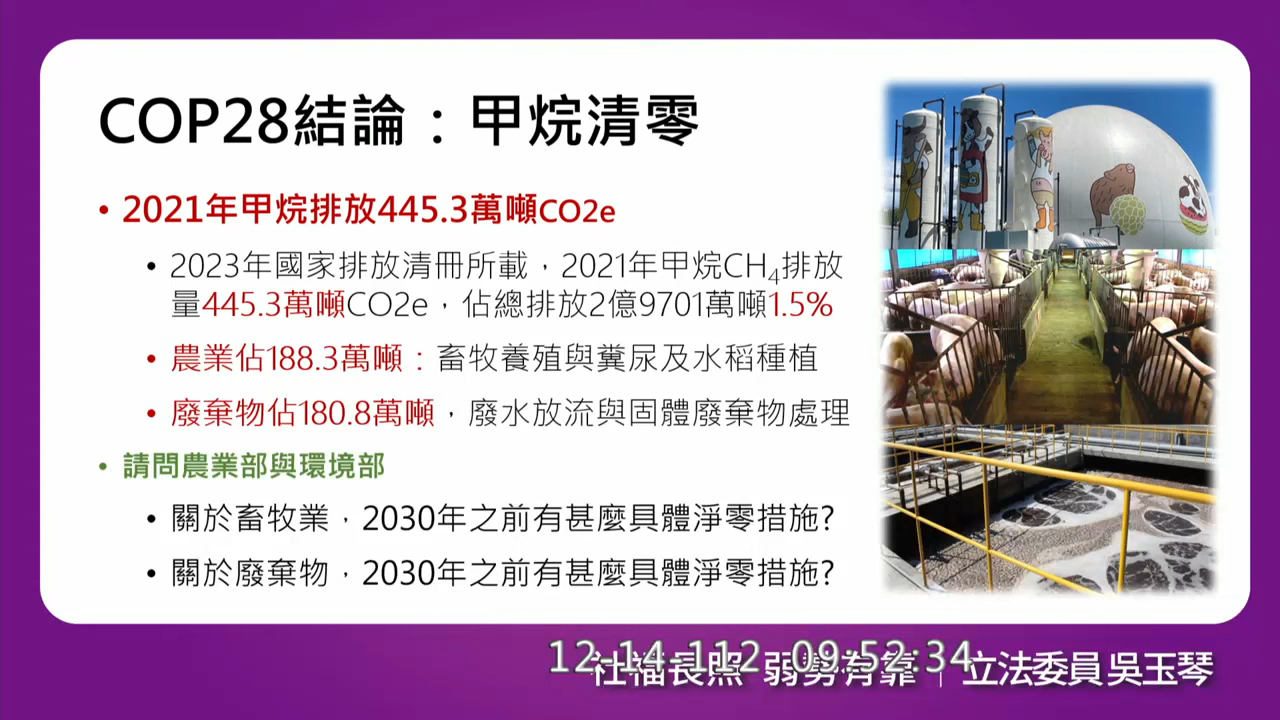 COP28結論：甲烷清零
• 2021年甲烷排放445.3萬噸CO2e
• 2023年國家排放清冊所載，2021年甲烷CH₄排放
量445.3萬噸CO2e，佔總排放2億9701萬噸1.5%
• 農業佔188.3萬噸：畜牧養殖與糞尿及水稻種植
• 廢棄物佔180.8萬噸，廢水放流與固體廢棄物處理
• 請問農業部與環境部
• 關於畜牧業，2030年之前有甚麼具體淨零措施?
• 關於廢棄物，2030年之前有甚麼具體淨零措施?
12-14-112 09:52:34
社福長照 弱勢有靠｜立法委員 吳玉琴